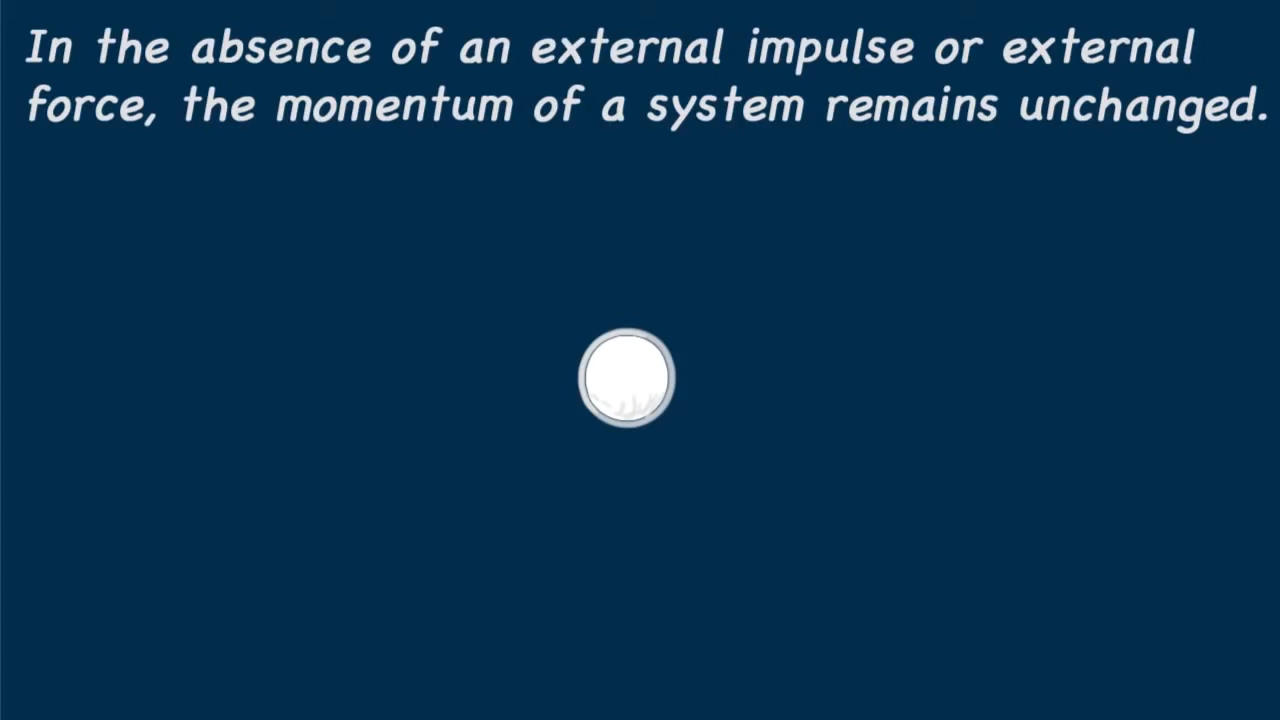 In the absence of an external impulse or external
force, the momentum of a system remains unchanged.